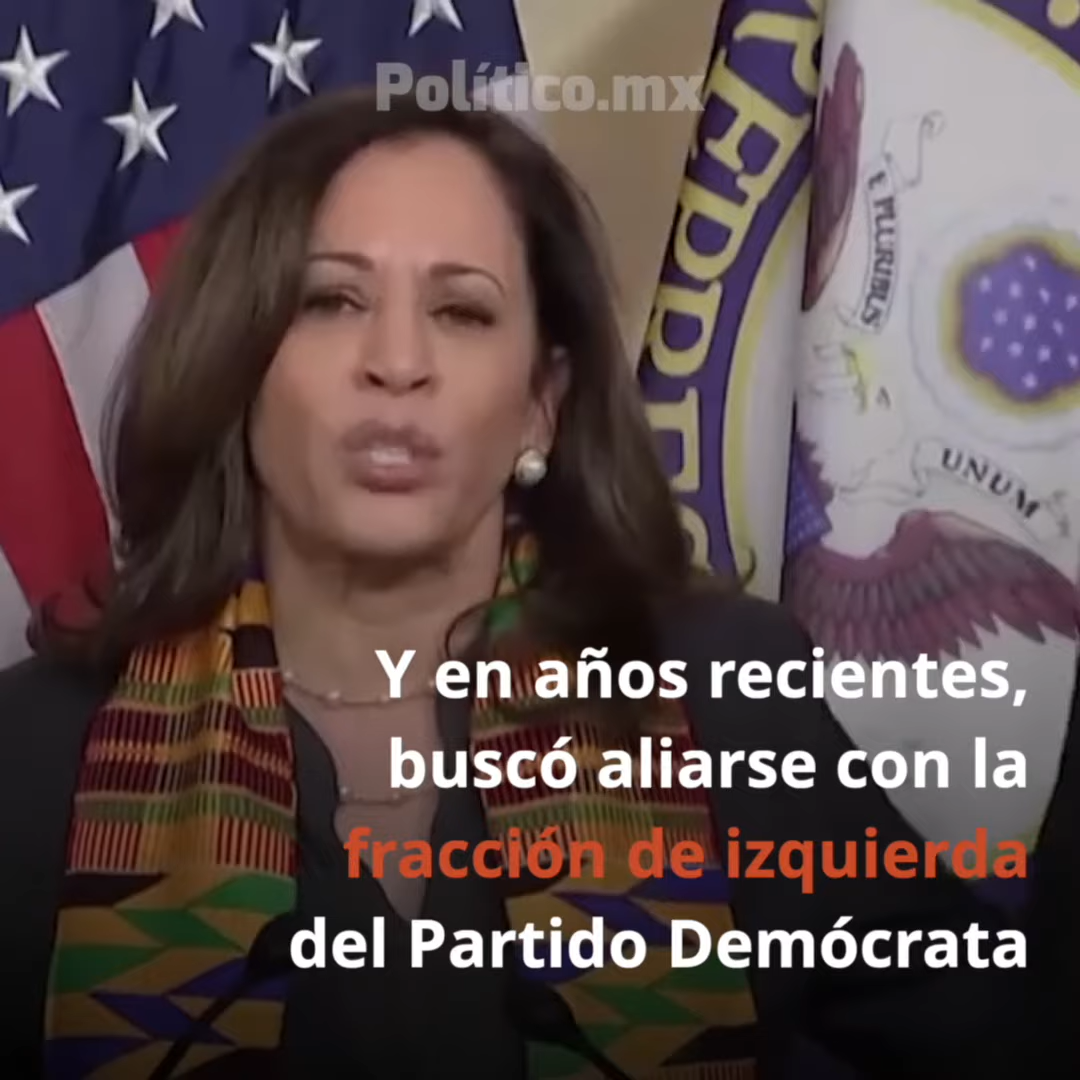 Político.mx
E PLURIBUS
UNUM
Y en años recientes,
buscó aliarse con la
fracción de izquierda
del Partido Demócrata